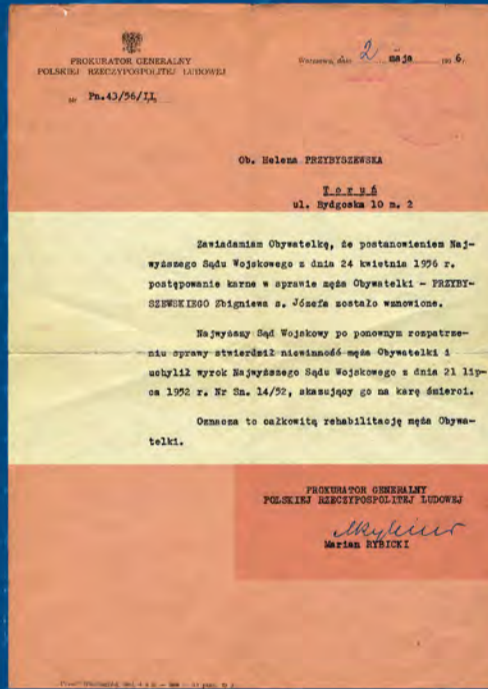 PROKURATOR GENERALNY
POLSKIEJ RZECZYPOSPOLITEJ LUDOWEJ
Nr Pn.43/56/II
Warszawa, dnia 2 maja 195 6.
Ob. Helena PRZYBYSZEWSKA
Toruń
ul. Bydgoska 10 m. 2
Zawiadamiam Obywatelkę, że postanowieniem Naj-
wyższego Sądu Wojskowego z dnia 24 kwietnia 1956 r.
postępowanie karne w sprawie męża Obywatelki - PRZYBY-
SZEWSKIEGO Zbigniewa s. Józefa zostało wznowione.
Najwyższy Sąd Wojskowy po ponownym rozpatrze-
niu sprawy stwierdził niewinność męża Obywatelki i
uchylił wyrok Najwyższego Sądu Wojskowego z dnia 21 lip-
ca 1952 r. Nr Sn. 14/52, skazujący go na karę śmierci.
Oznacza to całkowitą rehabilitację męża Obywa-
telki.
PROKURATOR GENERALNY
POLSKIEJ RZECZYPOSPOLITEJ LUDOWEJ
Marian RYBICKI